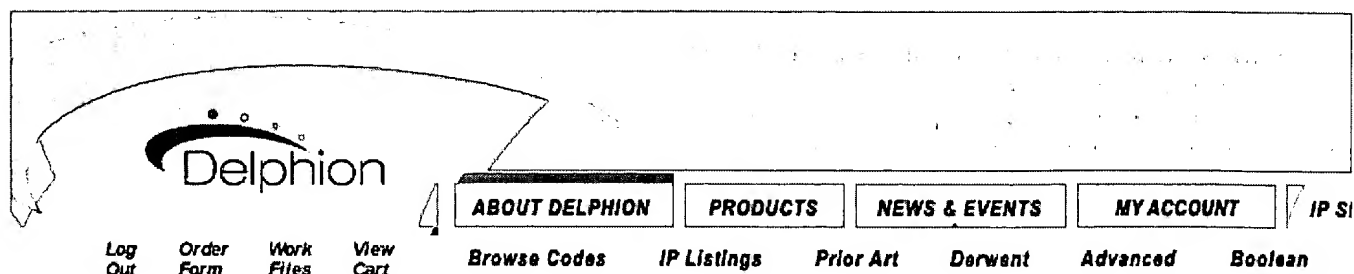 Delphion
ABOUT DELPHION PRODUCTS NEWS & EVENTS MY ACCOUNT
Log Out Order Form Work Files View Cart
Browse Codes IP Listings Prior Art Derwent Advanced Boolean